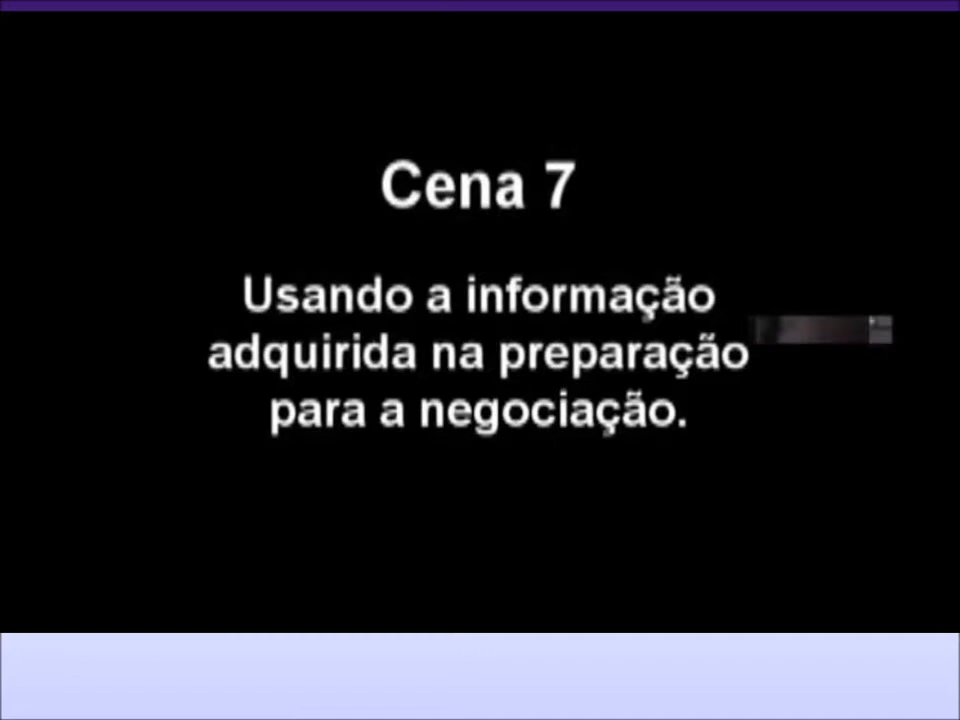 Cena 7
Usando a informação
adquirida na preparação
para a negociação.